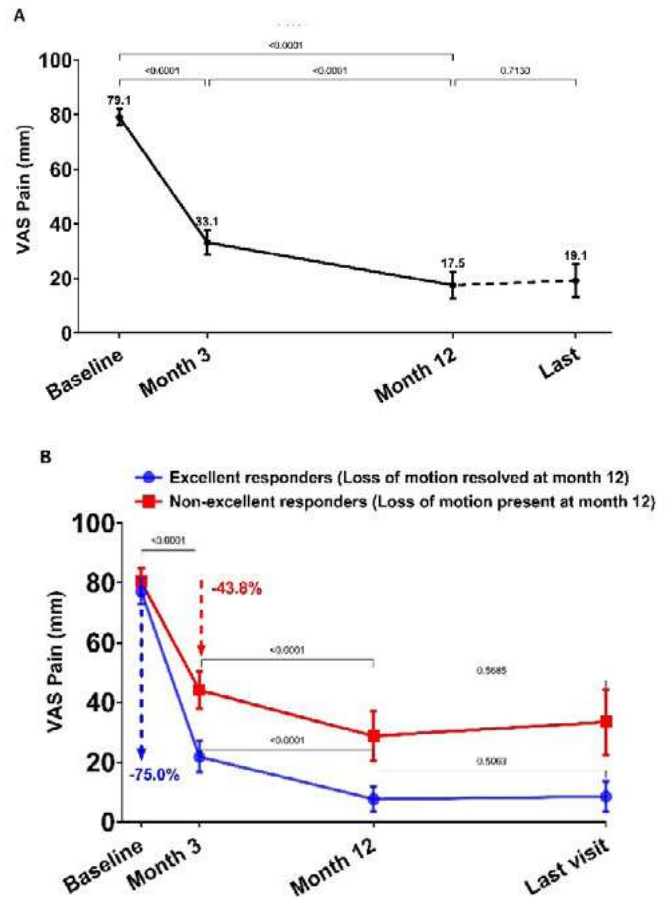 A
<0.0001
<0.0001
<0.0001
0.7130
100
80
60
40
20
0
VAS Pain (mm)
79.1
33.1
17.5
19.1
Baseline
Month 3
Month 12
Last
B
Excellent responders (Loss of motion resolved at month 12)
Non-excellent responders (Loss of motion present at month 12)
100
80
60
40
20
0
VAS Pain (mm)
<0.0001
-43.8%
<0.0001
0.5685
<0.0001
0.5063
-75.0%
Baseline
Month 3
Month 12
Last visit